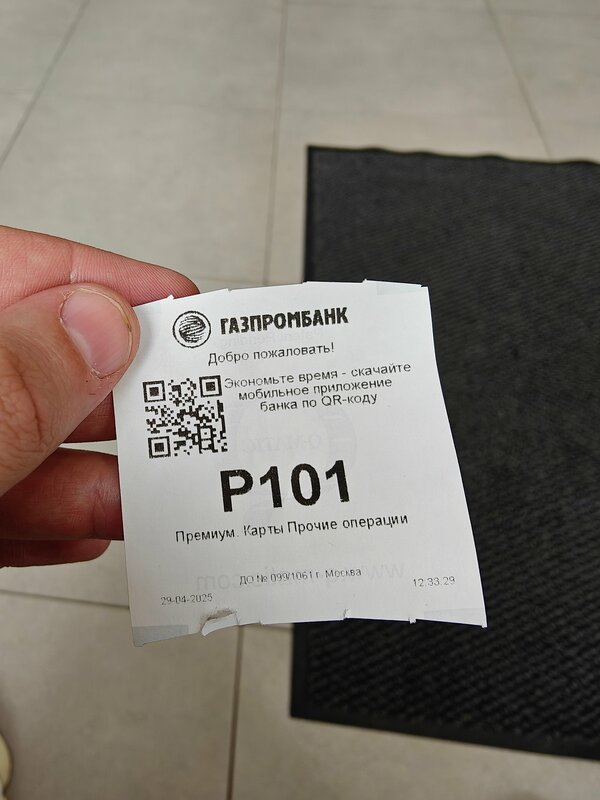 ГАЗПРОМБАНК
Добро пожаловать!
Экономьте время - скачайте
мобильное приложение
банка по QR-коду
P101
Премиум. Карты Прочие операции
ДО № 099/1061 г. Москва
29-04-2025
12:33:29